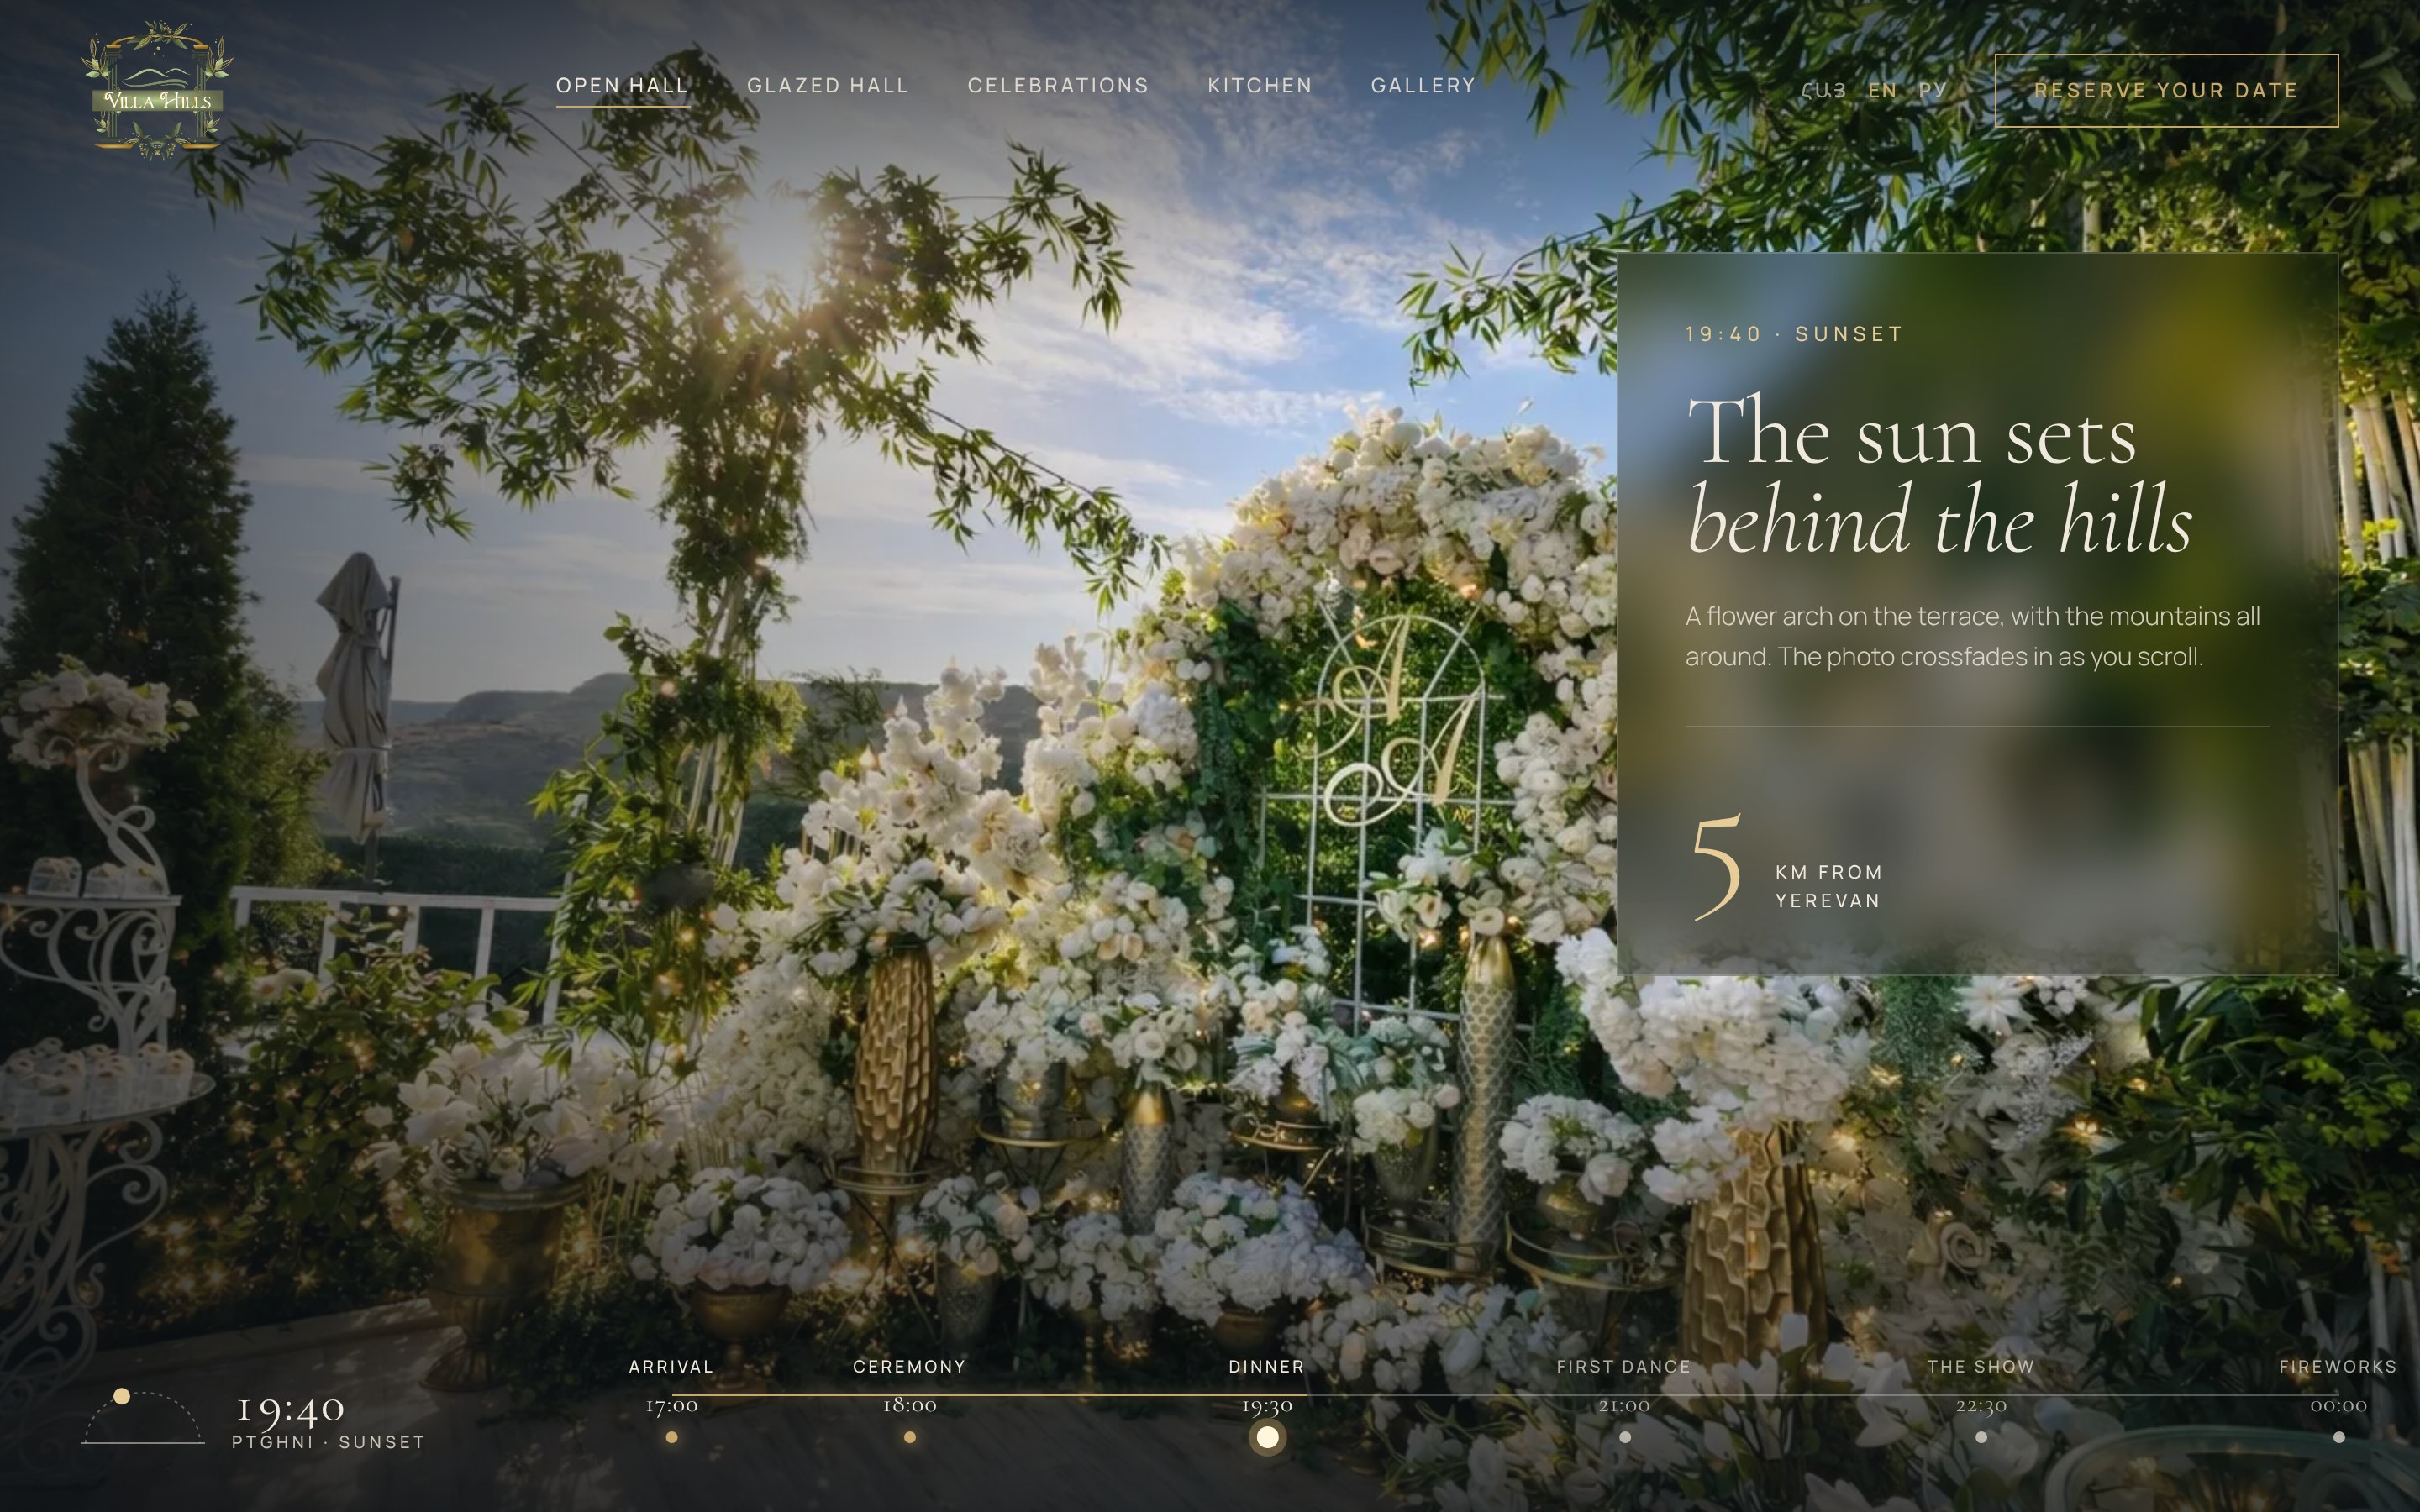 VILLA HILLS
OPEN HALL
GLAZED HALL
CELEBRATIONS
KITCHEN
GALLERY
ՀԱՅ EN РУ
RESERVE YOUR DATE
19:40 · SUNSET
The sun sets
behind the hills
A flower arch on the terrace, with the mountains all
around. The photo crossfades in as you scroll.
5
KM FROM
YEREVAN
A A
19:40
PTGHNI · SUNSET
ARRIVAL
17:00
CEREMONY
18:00
DINNER
19:30
FIRST DANCE
21:00
THE SHOW
22:30
FIREWORKS
00:00